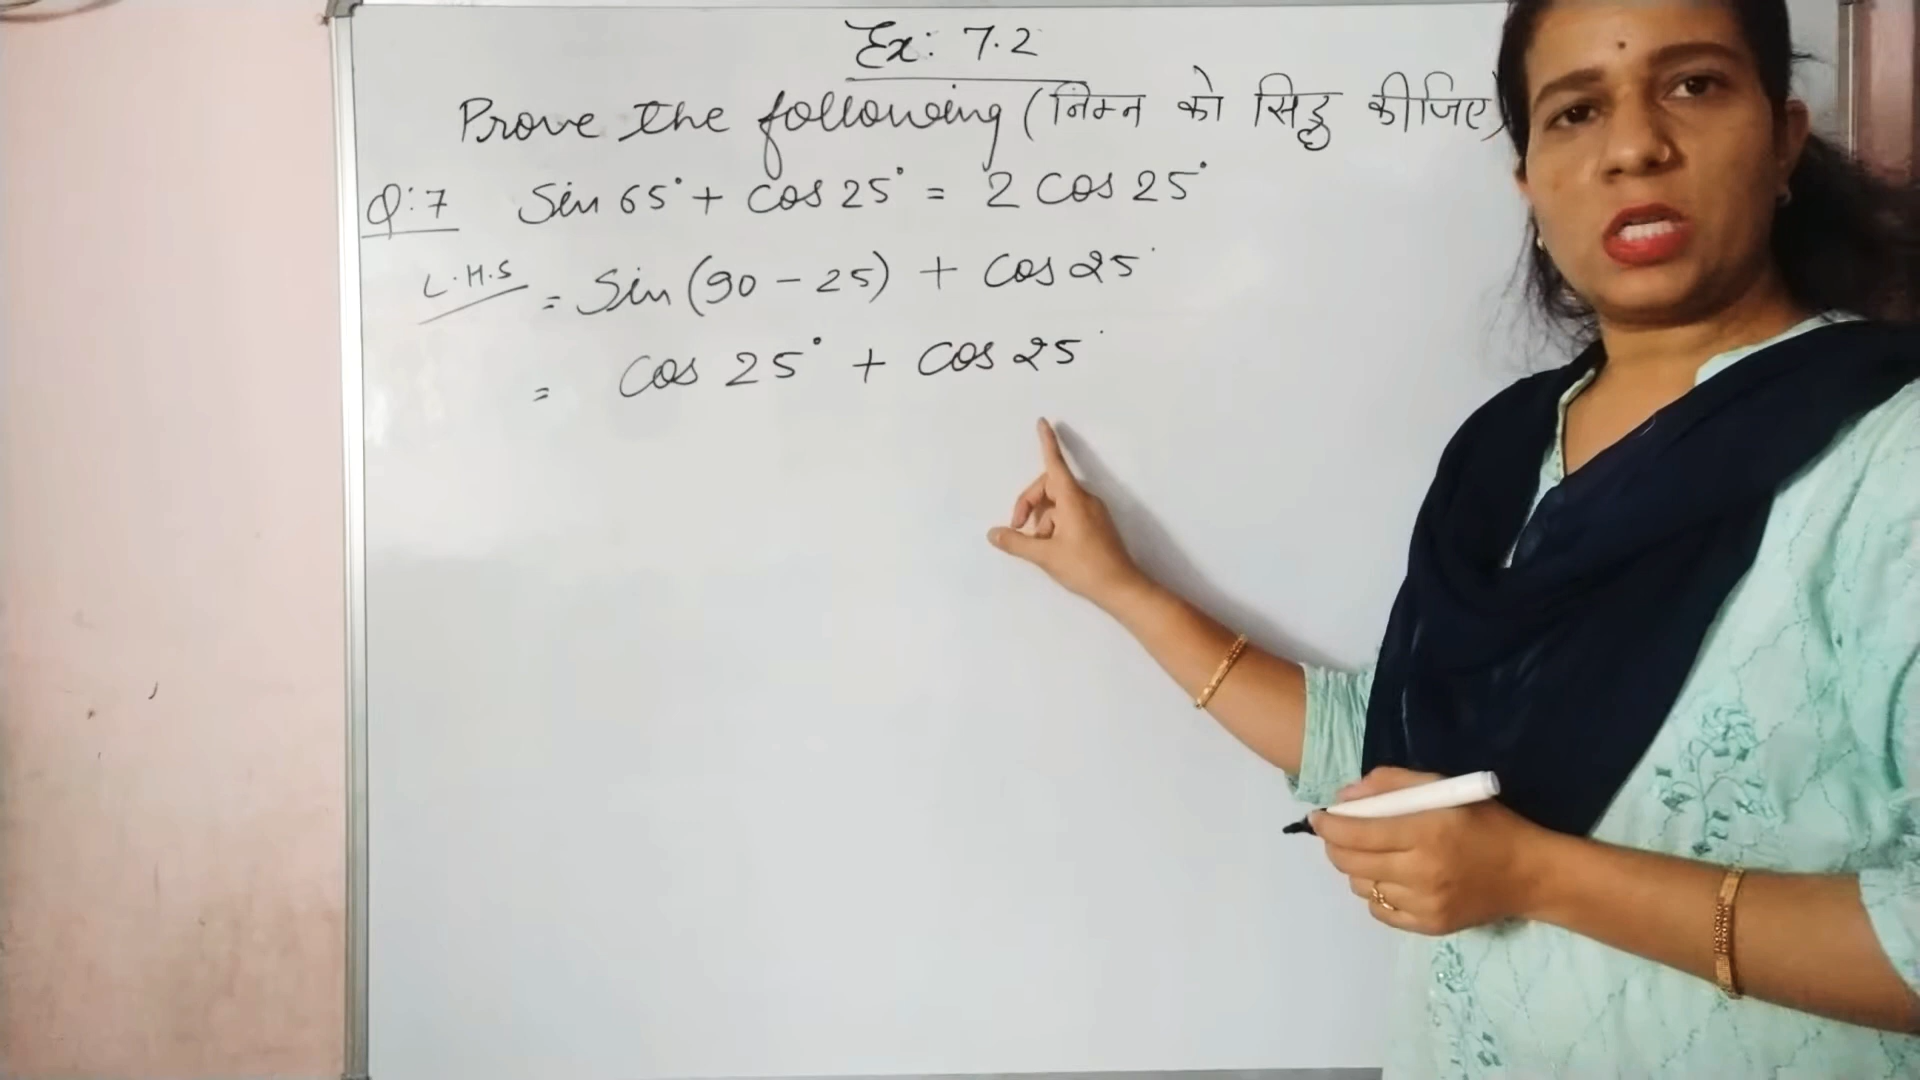 Ex: 7.2
Prove the following (निम्न को सिद्ध कीजिए)
Q:7 Sin 65° + Cos 25° = 2 Cos 25°
L.H.S = Sin (90 - 25) + Cos 25°
= Cos 25° + Cos 25°